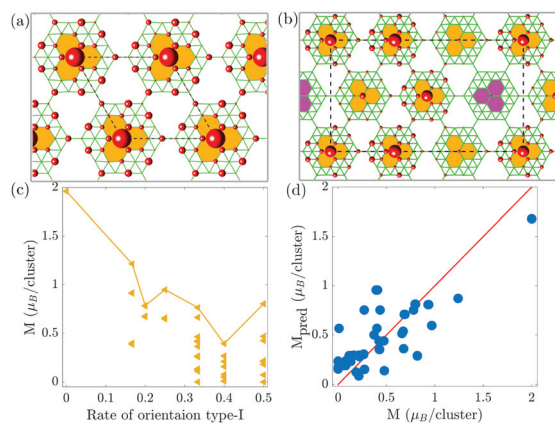 (a)
(b)
(c)
2
1.5
1
0.5
0
M (μB/cluster)
0 0.1 0.2 0.3 0.4 0.5
Rate of orientaion type-I
(d)
2
1.5
1
0.5
0
Mpred (μB/cluster)
0 0.5 1 1.5 2
M (μB/cluster)